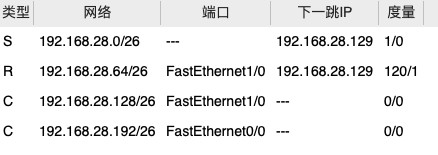 类型 网络 端口 下一跳IP 度量
S 192.168.28.0/26 --- 192.168.28.129 1/0
R 192.168.28.64/26 FastEthernet1/0 192.168.28.129 120/1
C 192.168.28.128/26 FastEthernet1/0 --- 0/0
C 192.168.28.192/26 FastEthernet0/0 --- 0/0